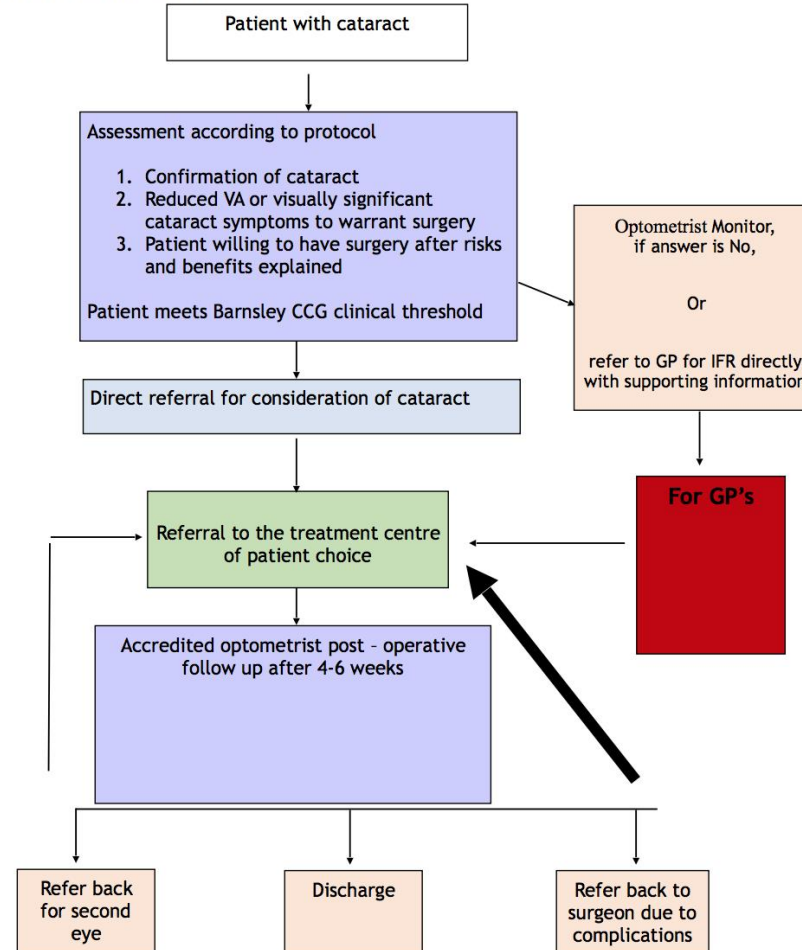 Patient with cataract
Assessment according to protocol
1. Confirmation of cataract
2. Reduced VA or visually significant
cataract symptoms to warrant surgery
3. Patient willing to have surgery after risks
and benefits explained
Patient meets Barnsley CCG clinical threshold
Optometrist Monitor,
if answer is No,
Or
refer to GP for IFR directly
with supporting information
Direct referral for consideration of cataract
For GP's
Referral to the treatment centre
of patient choice
Accredited optometrist post - operative
follow up after 4-6 weeks
Refer back
for second
eye
Discharge
Refer back to
surgeon due to
complications